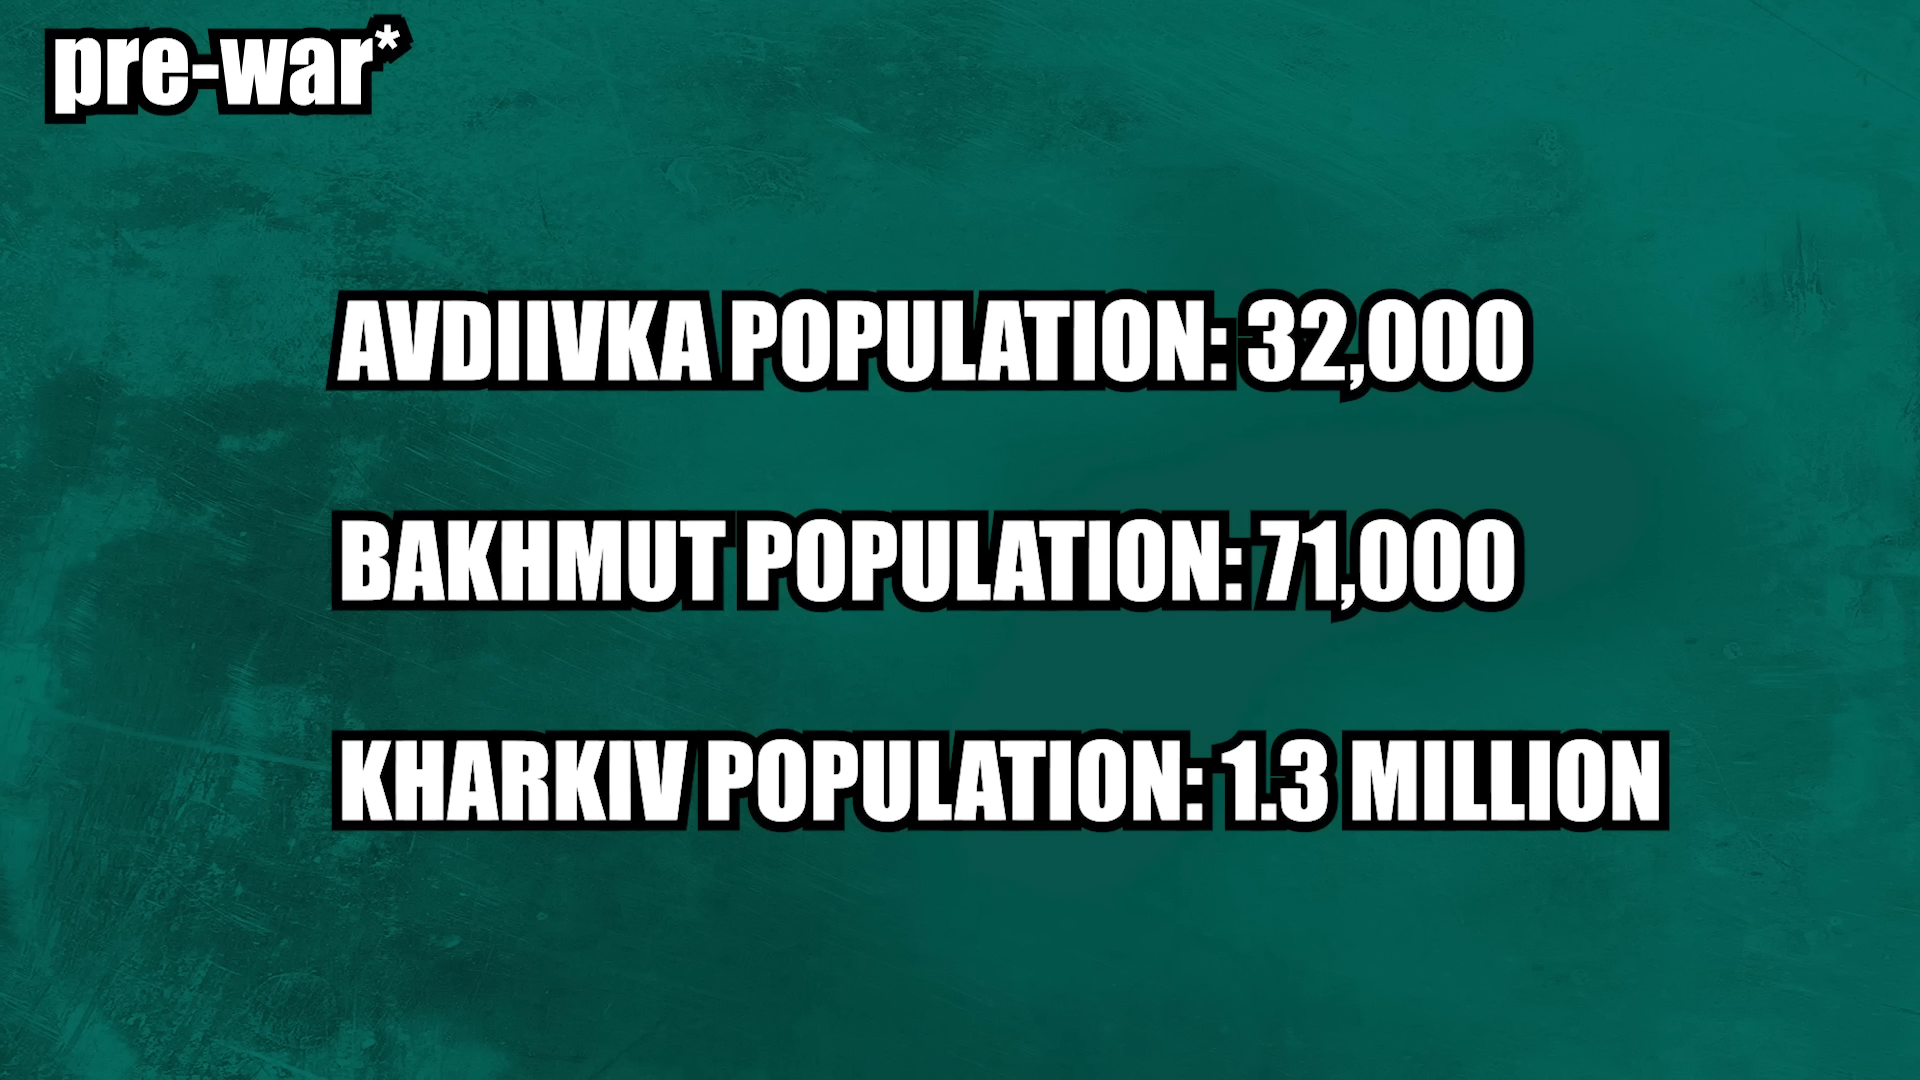 pre-war*
AVDIIVKA POPULATION: 32,000
BAKHMUT POPULATION: 71,000
KHARKIV POPULATION: 1.3 MILLION